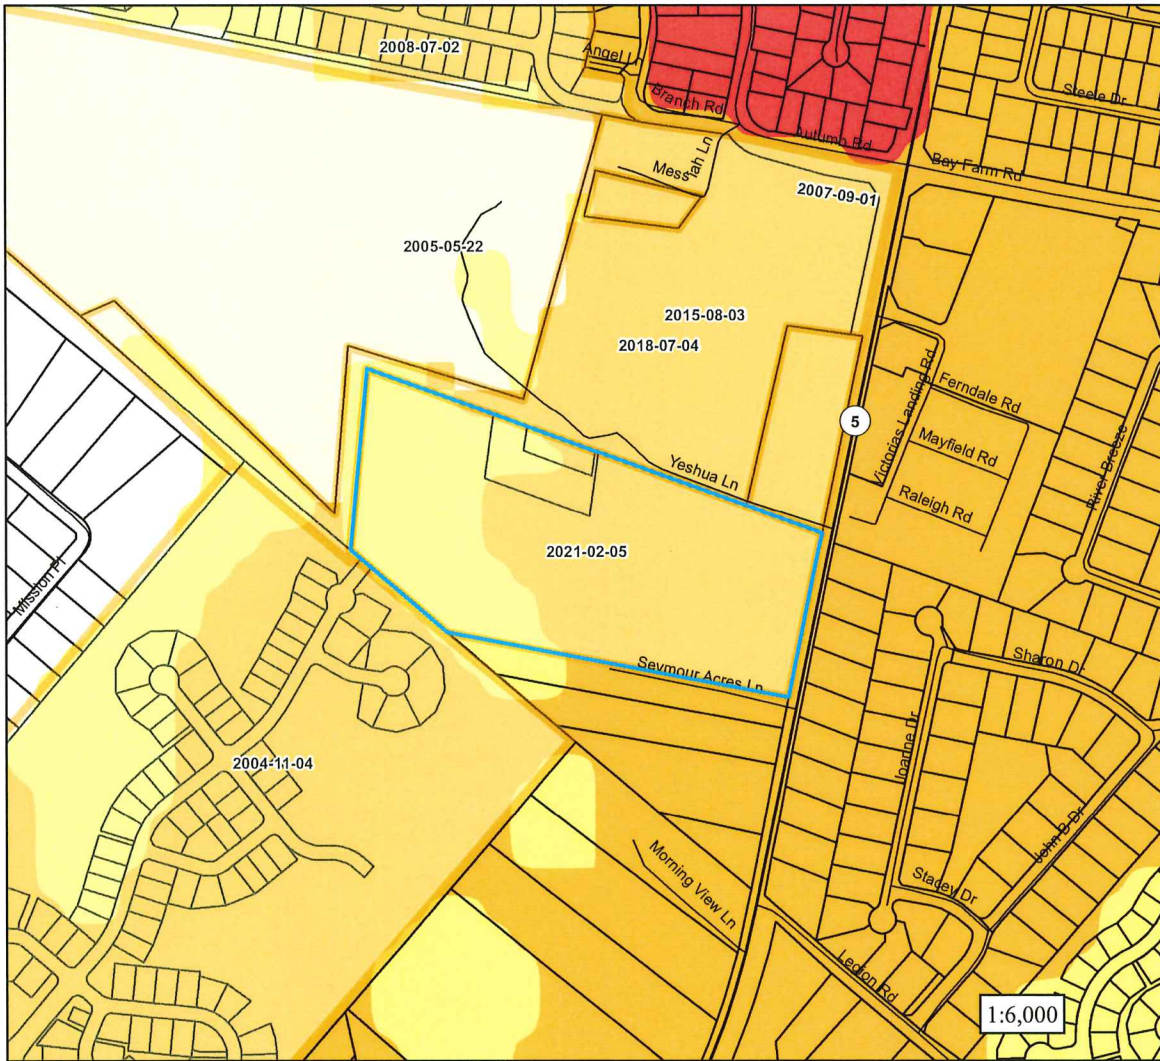 2008-07-02
Angel Ln
Branch Rd
Autumn Rd
Steele Dr
Bay Farm Rd
Messiah Ln
2007-09-01
2005-05-22
2015-08-03
2018-07-04
Victorias Landing Rd
Ferndale Rd
5
Mayfield Rd
River Breeze
Yeshua Ln
Raleigh Rd
2021-02-05
Mission Pl
Seymour Acres Ln
Sharon Dr
Joanne Dr
2004-11-04
John B Dr
Morning View Ln
Stacey Dr
Legion Rd
1:6,000